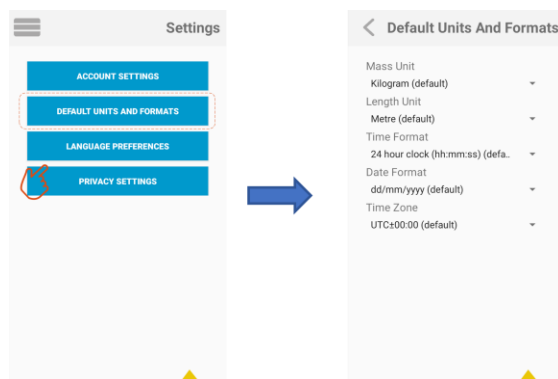 Settings
ACCOUNT SETTINGS
DEFAULT UNITS AND FORMATS
LANGUAGE PREFERENCES
PRIVACY SETTINGS
Default Units And Formats
Mass Unit
Kilogram (default)
Length Unit
Metre (default)
Time Format
24 hour clock (hh:mm:ss) (defa..
Date Format
dd/mm/yyyy (default)
Time Zone
UTC±00:00 (default)